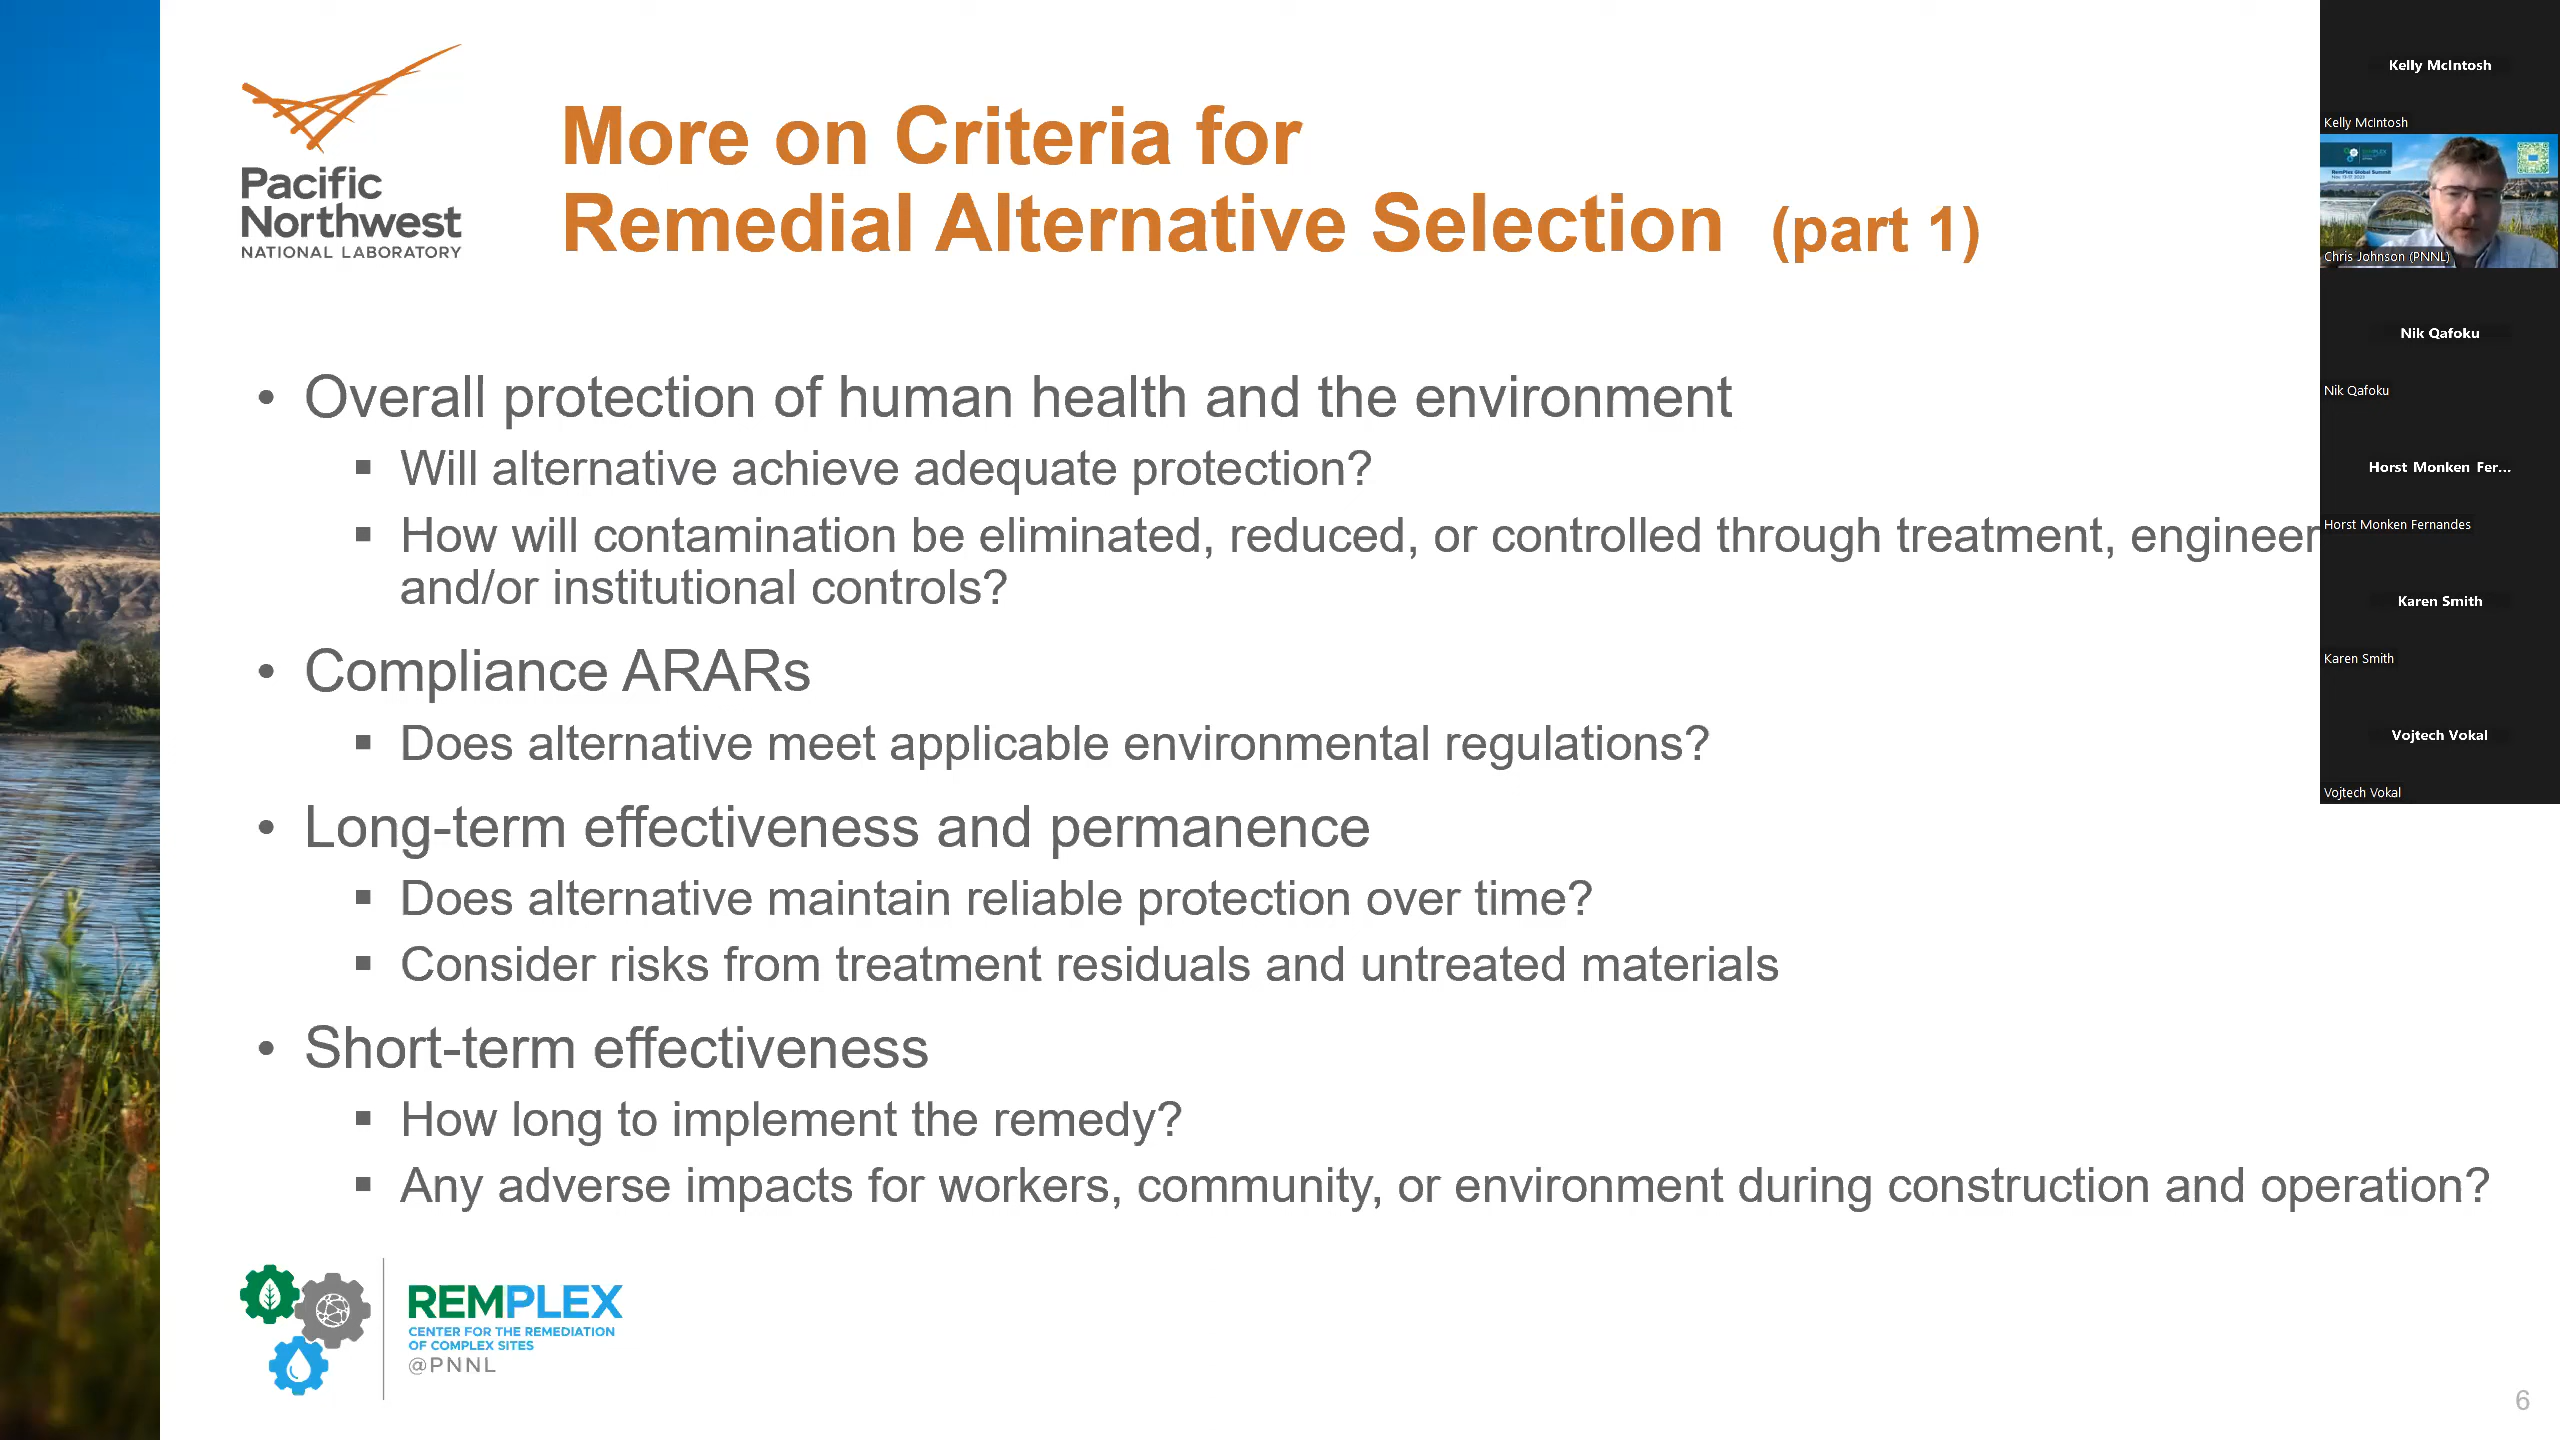 Pacific
Northwest
NATIONAL LABORATORY
More on Criteria for
Remedial Alternative Selection (part 1)
• Overall protection of human health and the environment
▪ Will alternative achieve adequate protection?
▪ How will contamination be eliminated, reduced, or controlled through treatment, engineer
and/or institutional controls?
• Compliance ARARs
▪ Does alternative meet applicable environmental regulations?
• Long-term effectiveness and permanence
▪ Does alternative maintain reliable protection over time?
▪ Consider risks from treatment residuals and untreated materials
• Short-term effectiveness
▪ How long to implement the remedy?
▪ Any adverse impacts for workers, community, or environment during construction and operation?
REMPLEX
CENTER FOR THE REMEDIATION
OF COMPLEX SITES
@PNNL
6
Kelly McIntosh
Kelly McIntosh
REMPLEX
RemPlex Global Summit
Chris Johnson (PNNL)
Nik Qafoku
Nik Qafoku
Horst Monken Fer...
Horst Monken Fernandes
Karen Smith
Karen Smith
Vojtech Vokal
Vojtech Vokal